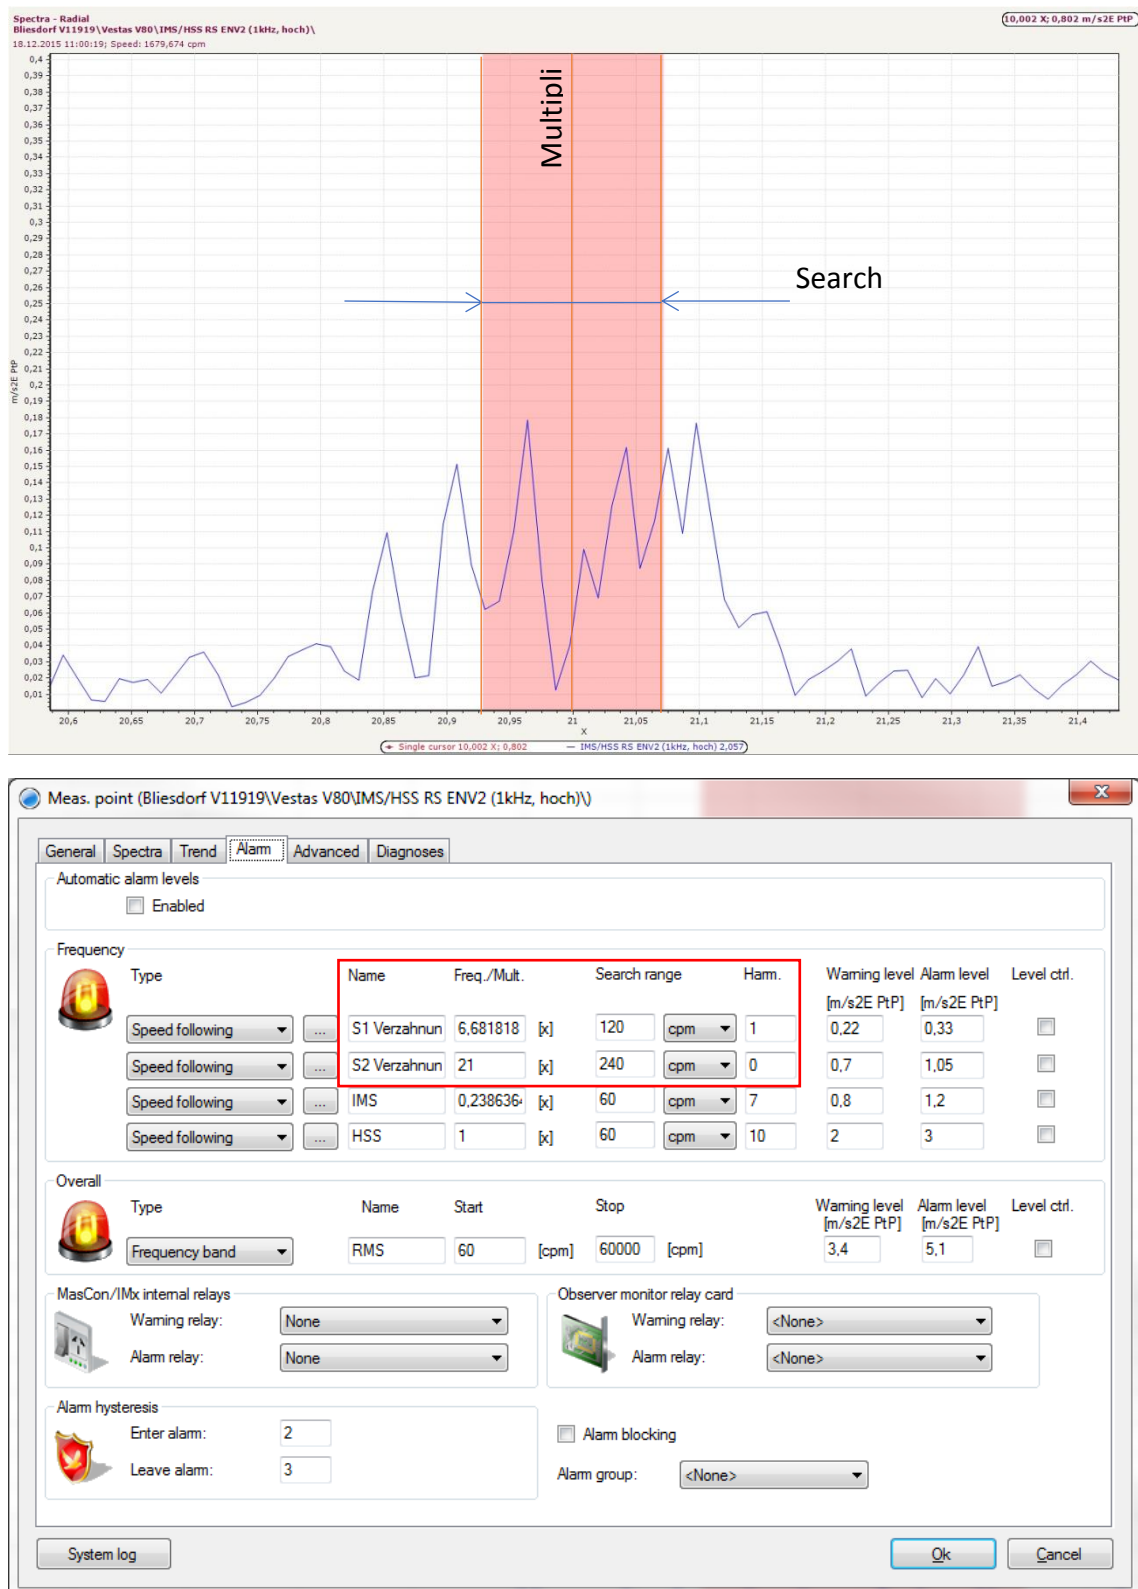 Spectra - Radial
Bliesdorf V11919\Vestas V80\IMS/HSS RS ENV2 (1kHz, hoch)\
18.12.2015 11:00:19; Speed: 1679,674 cpm
10,002 X; 0,802 m/s2E PtP
Multipli
Search
m/s2E PtP
0,4
0,39
0,38
0,37
0,36
0,35
0,34
0,33
0,32
0,31
0,3
0,29
0,28
0,27
0,26
0,25
0,24
0,23
0,22
0,21
0,2
0,19
0,18
0,17
0,16
0,15
0,14
0,13
0,12
0,11
0,1
0,09
0,08
0,07
0,06
0,05
0,04
0,03
0,02
0,01
20,6 20,65 20,7 20,75 20,8 20,85 20,9 20,95 21 21,05 21,1 21,15 21,2 21,25 21,3 21,35 21,4
X
Single cursor 10,002 X; 0,802 IMS/HSS RS ENV2 (1kHz, hoch) 2,057
Meas. point (Bliesdorf V11919\Vestas V80\IMS/HSS RS ENV2 (1kHz, hoch)\)
General Spectra Trend Alarm Advanced Diagnoses
Automatic alarm levels
Enabled
Frequency
Type Name Freq./Mult. Search range Harm. Warning level Alarm level Level ctrl.
[m/s2E PtP] [m/s2E PtP]
Speed following ... S1 Verzahnun 6,681818 [x] 120 cpm 1 0,22 0,33
Speed following ... S2 Verzahnun 21 [x] 240 cpm 0 0,7 1,05
Speed following ... IMS 0,2386364 [x] 60 cpm 7 0,8 1,2
Speed following ... HSS 1 [x] 60 cpm 10 2 3
Overall
Type Name Start Stop Warning level Alarm level Level ctrl.
[m/s2E PtP] [m/s2E PtP]
Frequency band RMS 60 [cpm] 60000 [cpm] 3,4 5,1
MasCon/IMx internal relays
Warning relay: None
Alarm relay: None
Observer monitor relay card
Warning relay: <None>
Alarm relay: <None>
Alarm hysteresis
Enter alarm: 2
Leave alarm: 3
Alarm blocking
Alarm group: <None>
System log Ok Cancel